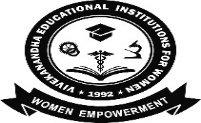 VIVEKANANDHA EDUCATIONAL INSTITUTIONS FOR WOMEN
1992
WOMEN EMPOWERMENT